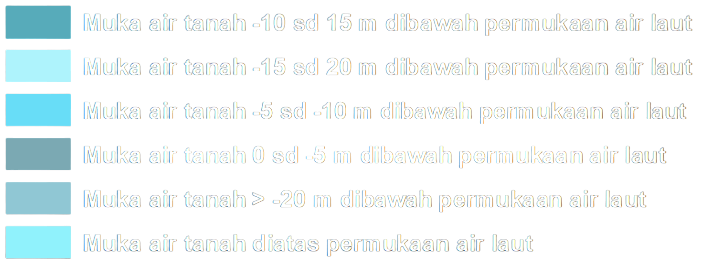 Muka air tanah -10 sd 15 m dibawah permukaan air laut
Muka air tanah -15 sd 20 m dibawah permukaan air laut
Muka air tanah -5 sd -10 m dibawah permukaan air laut
Muka air tanah 0 sd -5 m dibawah permukaan air laut
Muka air tanah > -20 m dibawah permukaan air laut
Muka air tanah diatas permukaan air laut